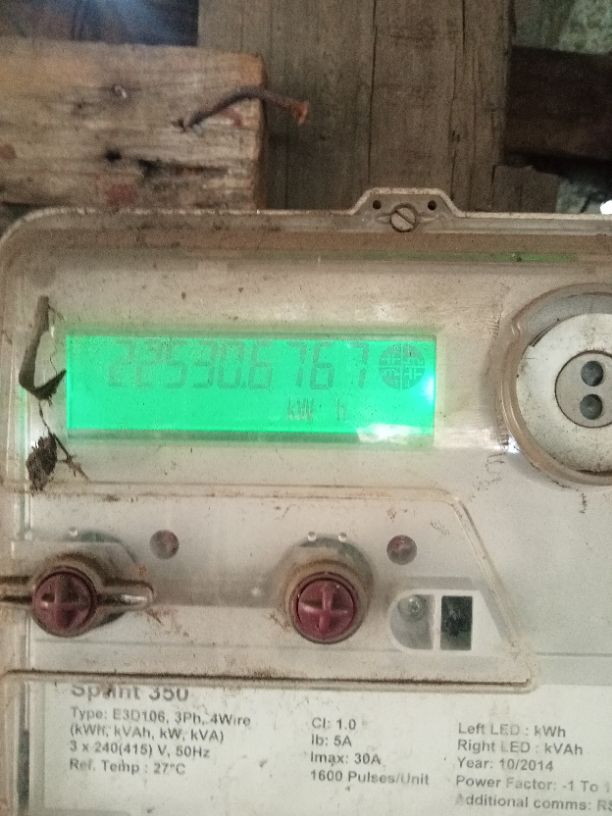 22530.6767
kW h
Sprint 350
Type: E3D106, 3Ph, 4Wire
(kWh, kVAh, kW, kVA)
3 x 240(415) V, 50Hz
Ref. Temp : 27°C
Cl: 1.0
Ib: 5A
Imax: 30A
1600 Pulses/Unit
Left LED : kWh
Right LED : kVAh
Year: 10/2014
Power Factor: -1 To
Additional comms: